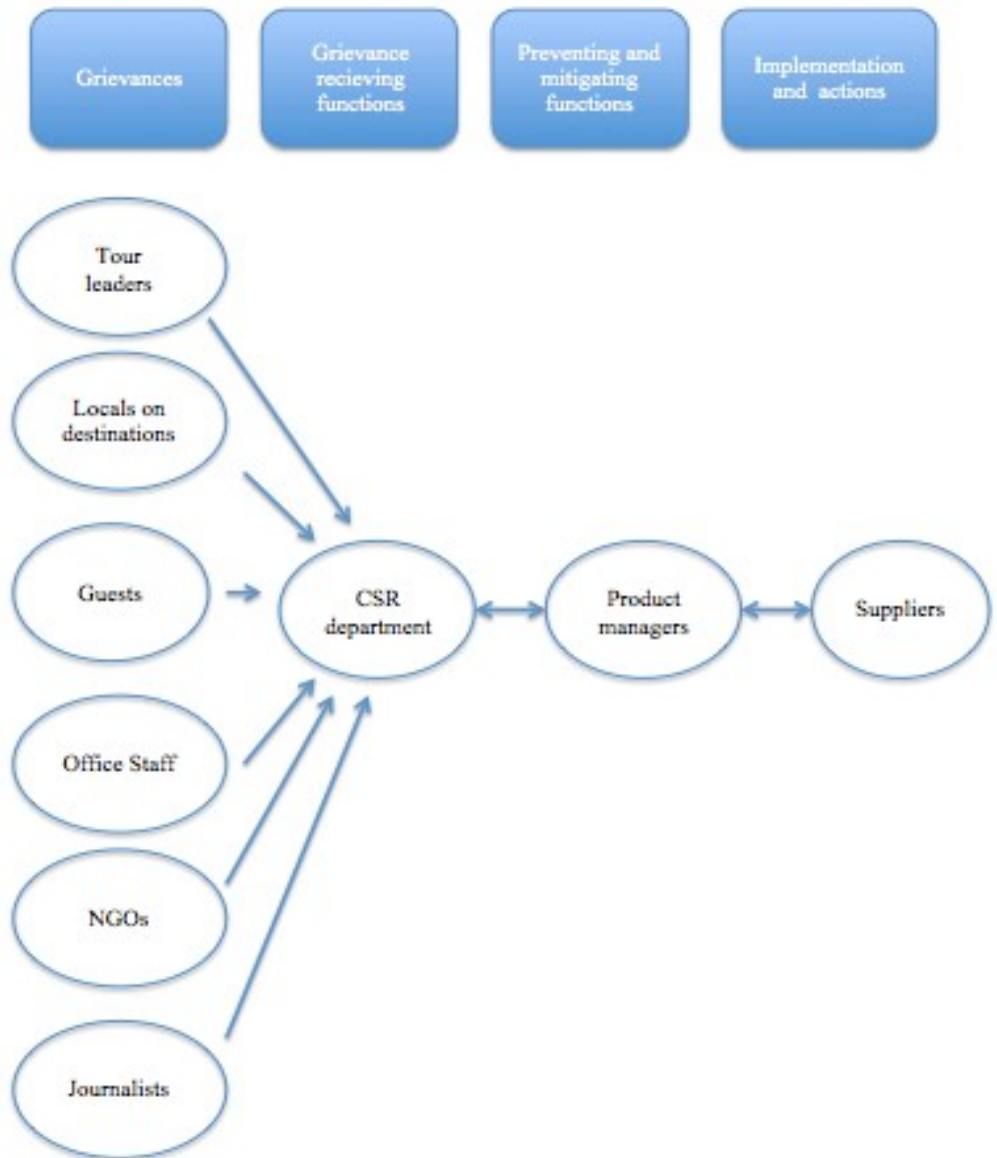 Grievances
Grievance
recieving
functions
Preventing and
mitigating
functions
Implementation
and actions
Tour
leaders
Locals on
destinations
Guests
CSR
department
Product
managers
Suppliers
Office Staff
NGOs
Journalists